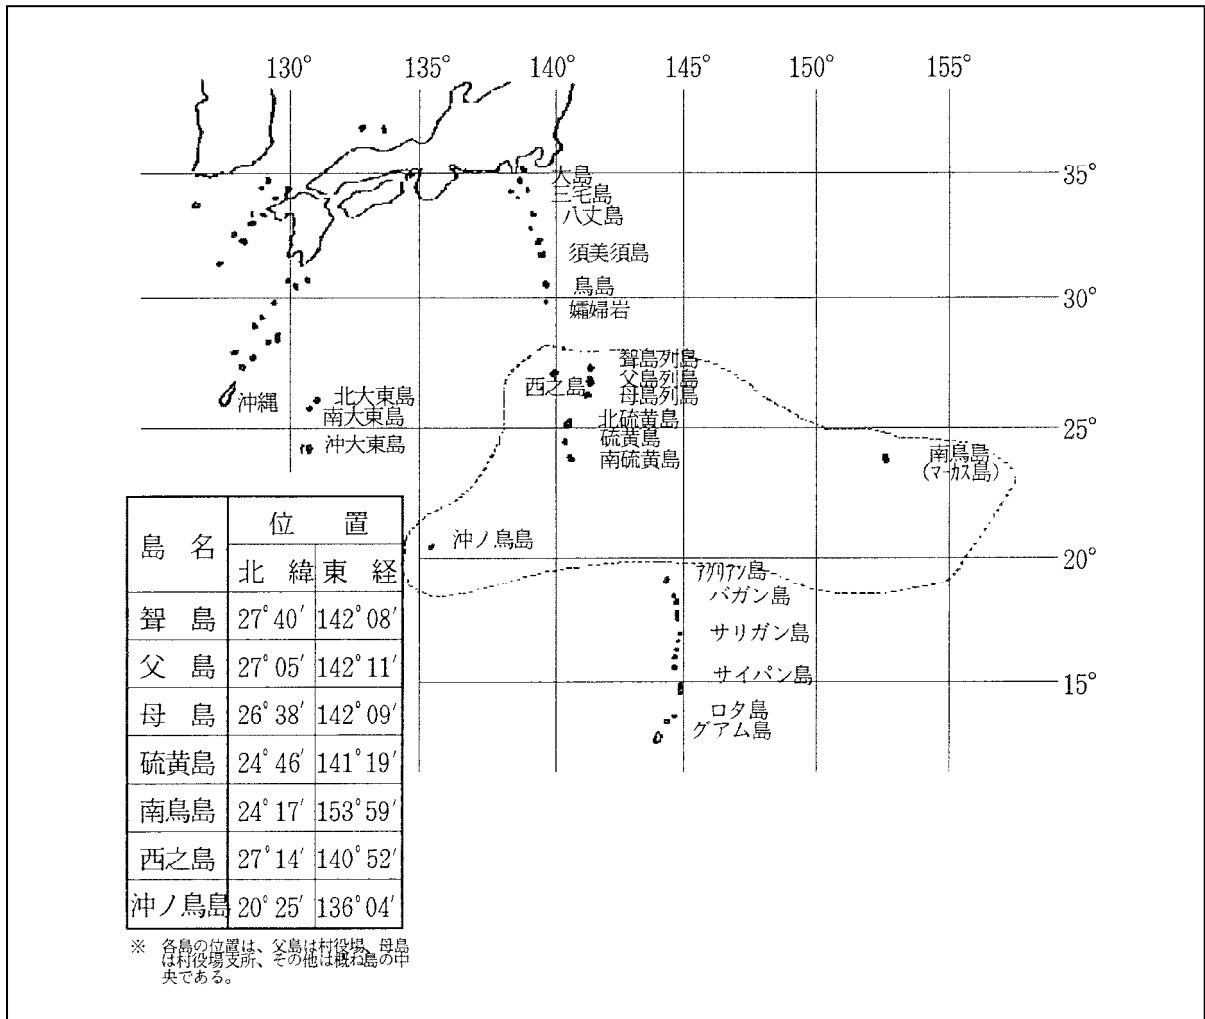 130°
135°
140°
145°
150°
155°
35°
大島
三宅島
八丈島
須美須島
鳥島
30°
孀婦岩
聟島列島
西之島
父島列島
母島列島
沖縄
北大東島
南大東島
北硫黄島
25°
沖大東島
硫黄島
南硫黄島
南鳥島
(マーカス島)
沖ノ鳥島
20°
アグリアン島
バガン島
サリガン島
サイパン島
15°
ロタ島
グアム島
島 名 位 置
北 緯 東 経
聟 島 27°40′ 142°08′
父 島 27°05′ 142°11′
母 島 26°38′ 142°09′
硫黄島 24°46′ 141°19′
南鳥島 24°17′ 153°59′
西之島 27°14′ 140°52′
沖ノ鳥島 20°25′ 136°04′
※ 各島の位置は、父島は村役場、母島
は村役場支所、その他は概ね島の中
央である。